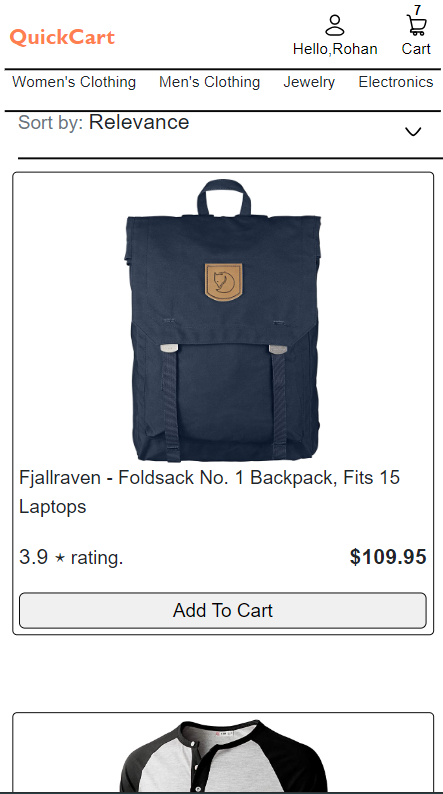 7
QuickCart
Hello,Rohan
Cart
Women's Clothing
Men's Clothing
Jewelry
Electronics
Sort by: Relevance
Fjallraven - Foldsack No. 1 Backpack, Fits 15
Laptops
3.9 ⋆ rating.
$109.95
Add To Cart